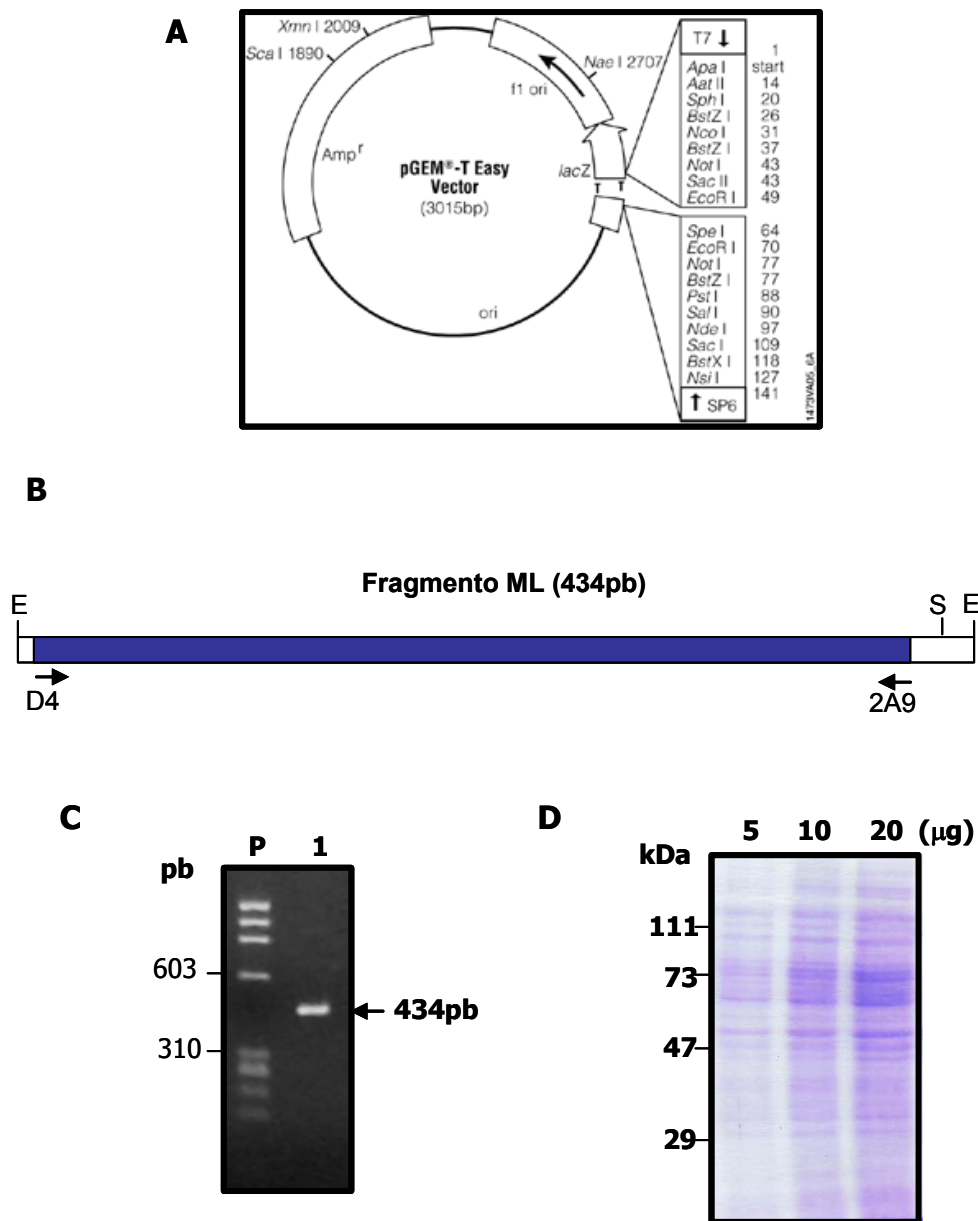 A
Xmn I 2009
Sca I 1890
Nae I 2707
f1 ori
Ampr
pGEM®-T Easy
Vector
(3015bp)
lacZ
T T
ori
T7 ↓
1
start
Apa I
Aat II 14
Sph I 20
BstZ I 26
Nco I 31
BstZ I 37
Not I 43
Sac II 43
EcoR I 49
Spe I 64
EcoR I 70
Not I 77
BstZ I 77
Pst I 88
Sal I 90
Nde I 97
Sac I 109
BstX I 118
Nsi I 127
141
↑ SP6
1473VA05_6A
B
Fragmento ML (434pb)
E S E
D4 2A9
C
P 1
pb
603
434pb
310
D
5 10 20 (µg)
kDa
111
73
47
29